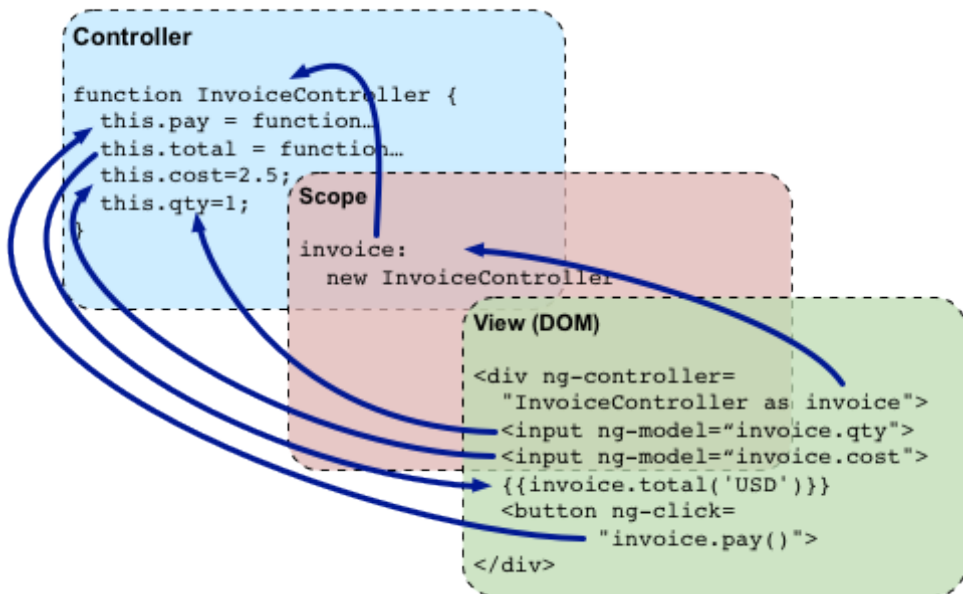 Controller
function InvoiceController {
this.pay = function…
this.total = function…
this.cost=2.5;
this.qty=1;
}
Scope
invoice:
new InvoiceController
View (DOM)
<div ng-controller=
"InvoiceController as invoice">
<input ng-model=“invoice.qty">
<input ng-model=“invoice.cost">
{{invoice.total('USD')}}
<button ng-click=
"invoice.pay()">
</div>